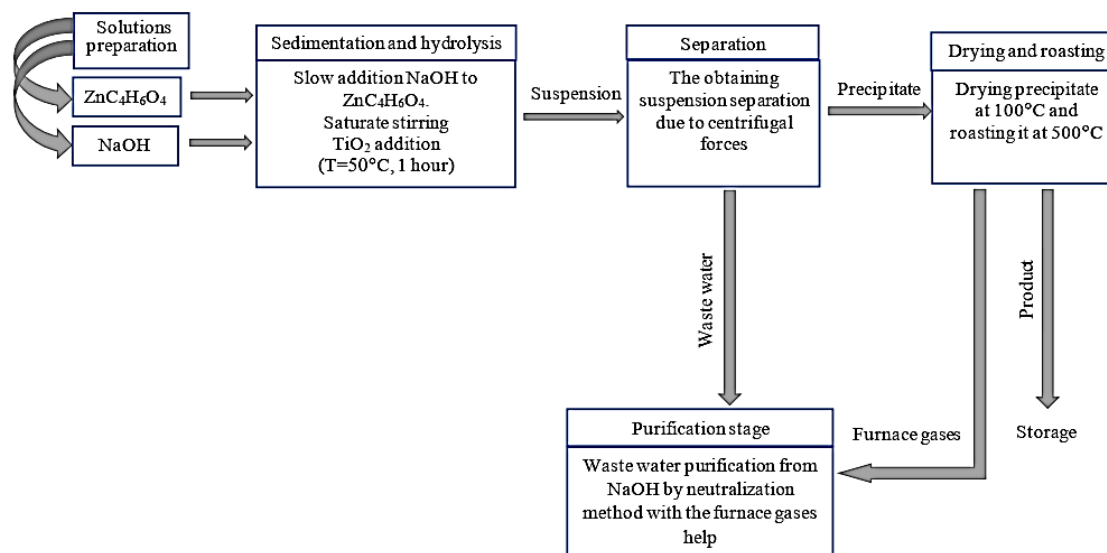 Solutions
preparation
ZnC₄H₆O₄
NaOH
Sedimentation and hydrolysis
Slow addition NaOH to
ZnC₄H₆O₄.
Saturate stirring
TiO₂ addition
(T=50°C, 1 hour)
Suspension
Separation
The obtaining
suspension separation
due to centrifugal
forces
Precipitate
Drying and roasting
Drying precipitate
at 100°C and
roasting it at 500°C
Waste water
Product
Purification stage
Waste water purification from
NaOH by neutralization
method with the furnace gases
help
Furnace gases
Storage